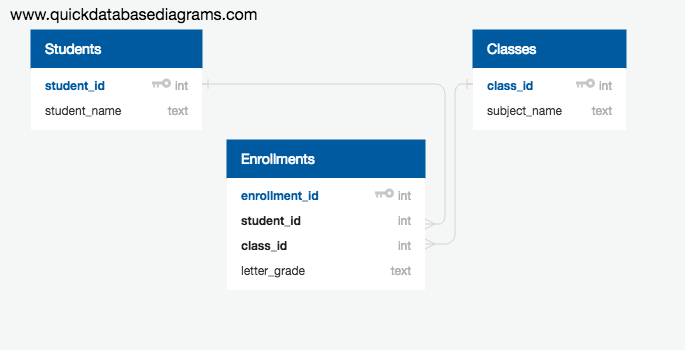 www.quickdatabasediagrams.com
Students
student_id int
student_name text
Classes
class_id int
subject_name text
Enrollments
enrollment_id int
student_id int
class_id int
letter_grade text